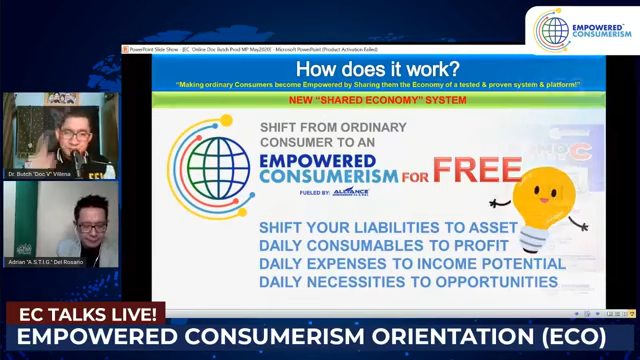 PowerPoint Slide Show - [EC Online Doc Butch Prod MP May2020] - Microsoft PowerPoint (Product Activation Failed)
EMPOWERED
CONSUMERISM
How does it work?
"Making ordinary Consumers become Empowered by Sharing them the Economy of a tested & proven system & platform!"
NEW "SHARED ECONOMY" SYSTEM
SHIFT FROM ORDINARY
CONSUMER TO AN
EMPOWERED
CONSUMERISM FOR FREE
FUELED BY: ALLIANCE
SHIFT YOUR LIABILITIES TO ASSET
DAILY CONSUMABLES TO PROFIT
DAILY EXPENSES TO INCOME POTENTIAL
DAILY NECESSITIES TO OPPORTUNITIES
Dr. Butch "Doc V" Villena
Adrian "A.S.T.I.G." Del Rosario
EC TALKS LIVE!
EMPOWERED CONSUMERISM ORIENTATION (ECO)